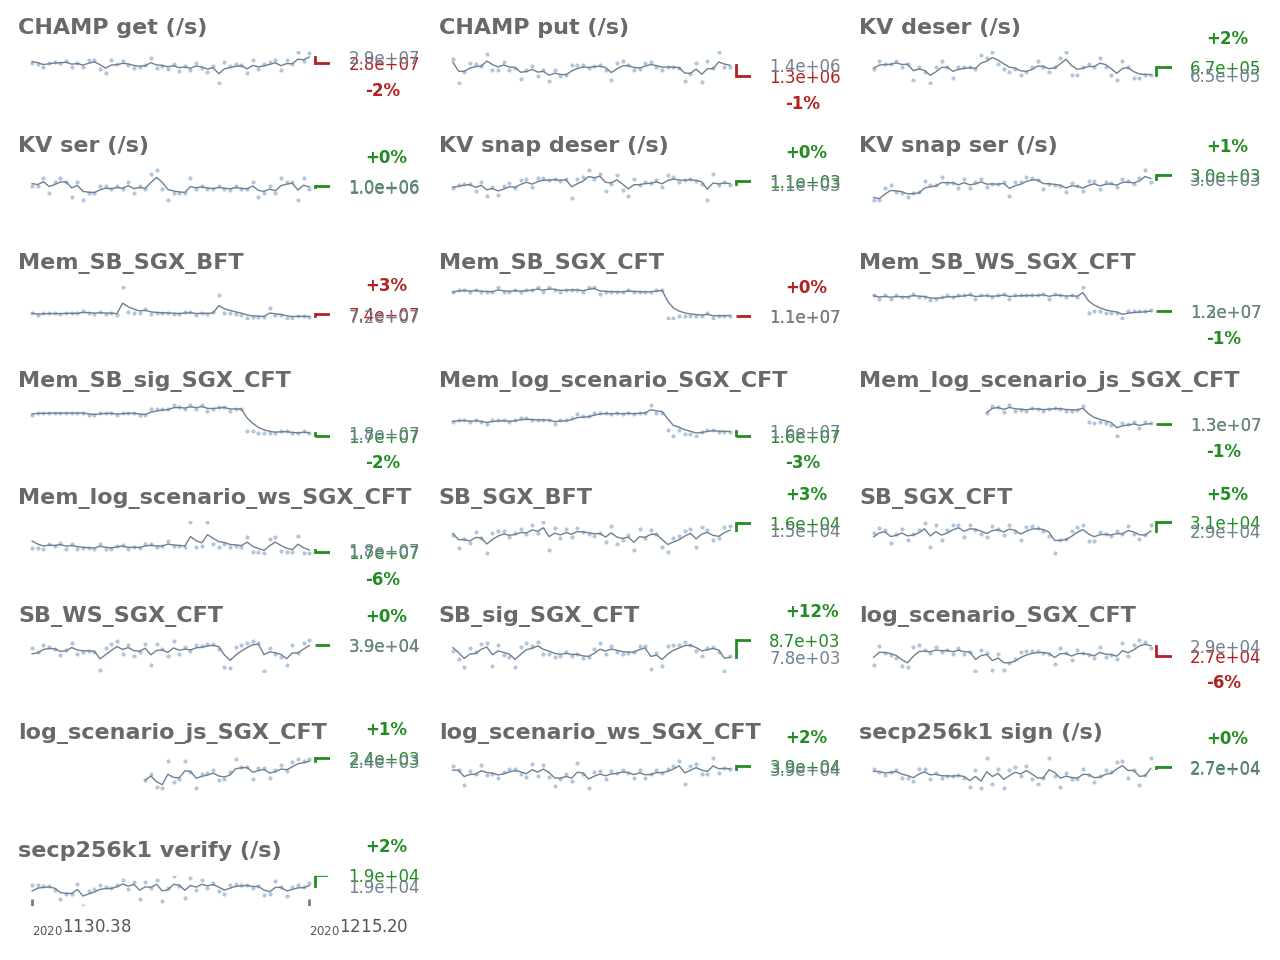 CHAMP get (/s)
2.9e+07
2.8e+07
-2%
CHAMP put (/s)
1.4e+06
1.3e+06
-1%
KV deser (/s)
+2%
6.7e+05
6.5e+05
KV ser (/s)
+0%
1.0e+06
KV snap deser (/s)
+0%
1.1e+03
1.1e+03
KV snap ser (/s)
+1%
3.0e+03
3.0e+03
Mem_SB_SGX_BFT
+3%
7.4e+07
7.2e+07
Mem_SB_SGX_CFT
+0%
1.1e+07
Mem_SB_WS_SGX_CFT
1.2e+07
-1%
Mem_SB_sig_SGX_CFT
1.8e+07
1.7e+07
-2%
Mem_log_scenario_SGX_CFT
1.6e+07
1.6e+07
-3%
Mem_log_scenario_js_SGX_CFT
1.3e+07
-1%
Mem_log_scenario_ws_SGX_CFT
1.8e+07
1.7e+07
-6%
SB_SGX_BFT
+3%
1.6e+04
1.5e+04
SB_SGX_CFT
+5%
3.1e+04
2.9e+04
SB_WS_SGX_CFT
+0%
3.9e+04
SB_sig_SGX_CFT
+12%
8.7e+03
7.8e+03
log_scenario_SGX_CFT
2.9e+04
2.7e+04
-6%
log_scenario_js_SGX_CFT
+1%
2.4e+03
2.4e+03
log_scenario_ws_SGX_CFT
+2%
3.9e+04
3.9e+04
secp256k1 sign (/s)
+0%
2.7e+04
2.7e+04
secp256k1 verify (/s)
+2%
1.9e+04
1.9e+04
20201130.38
20201215.20